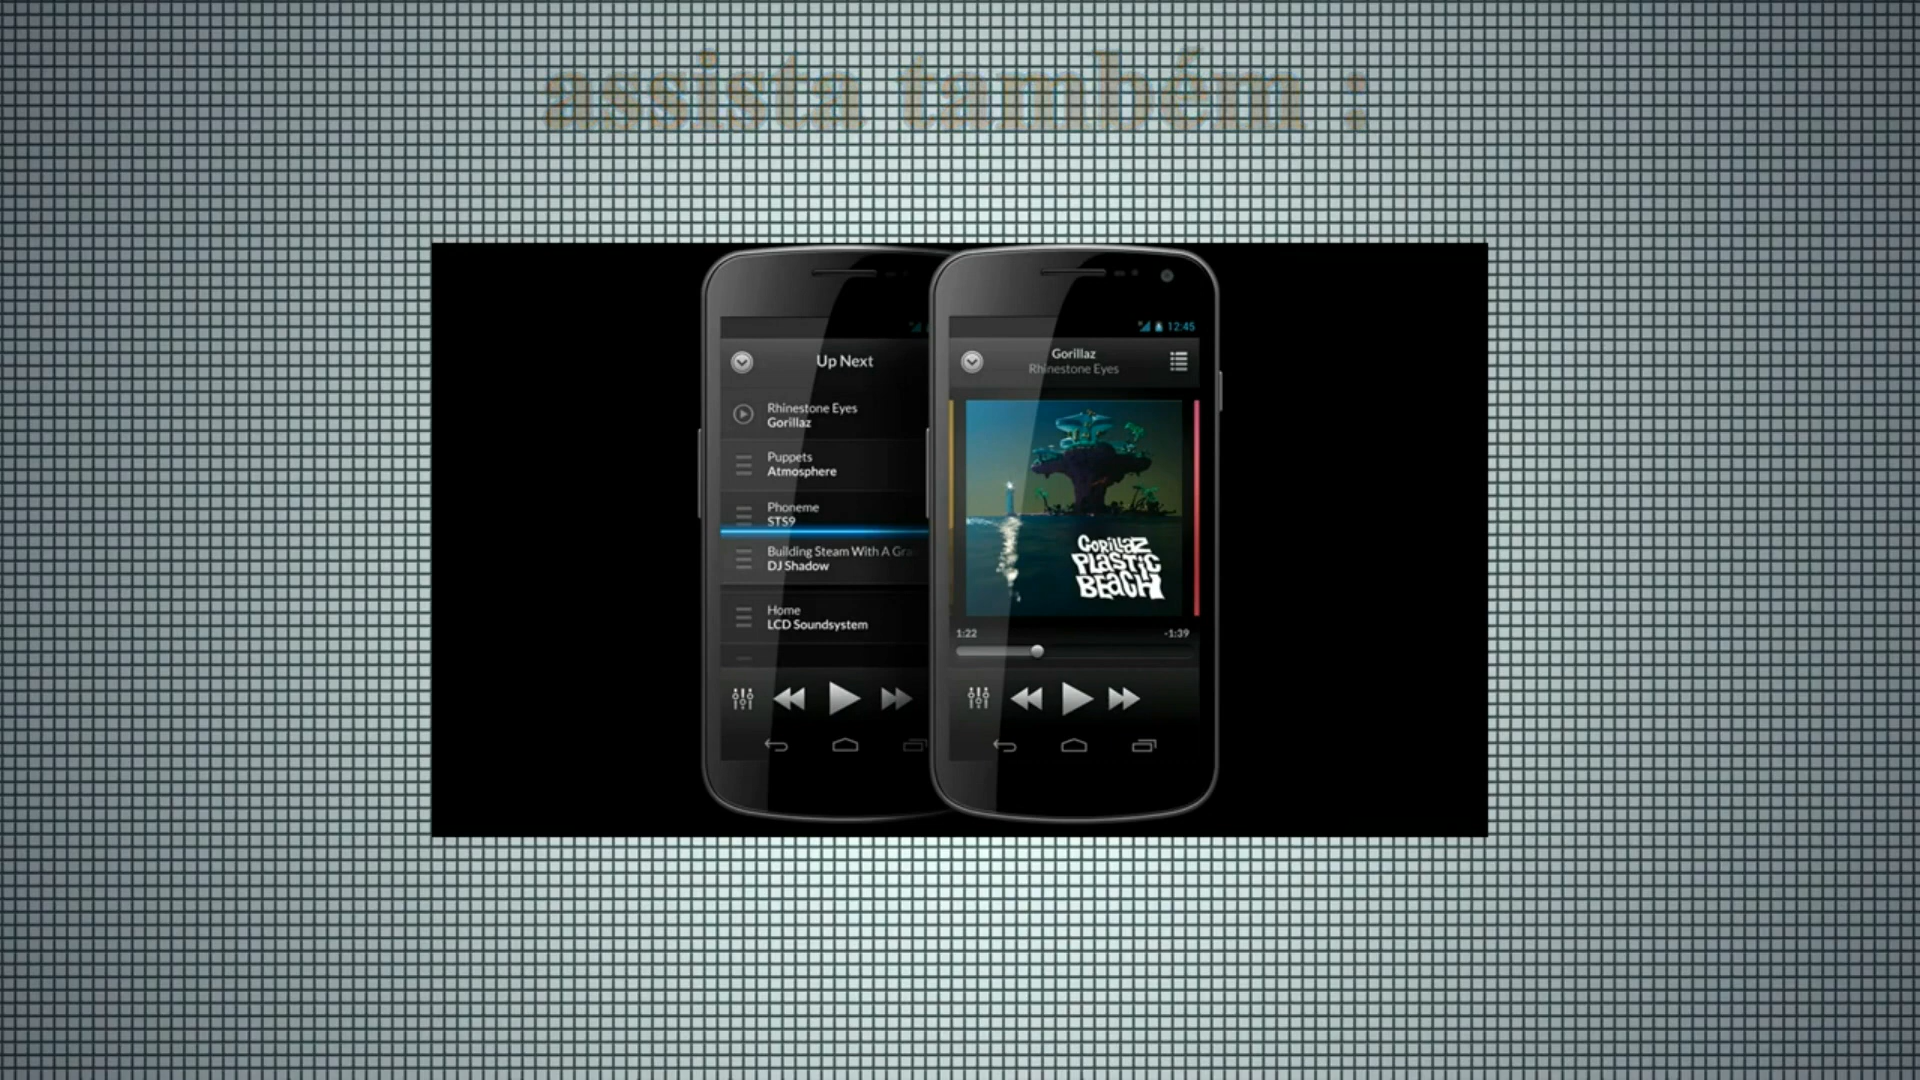 assista também :
Up Next
Rhinestone Eyes
Gorillaz
Puppets
Atmosphere
Phoneme
STS9
Building Steam With A Gra
DJ Shadow
Home
LCD Soundsystem
12:45
Gorillaz
Rhinestone Eyes
GORILLAZ
PLASTIC
BEACH
1:22 -1:39